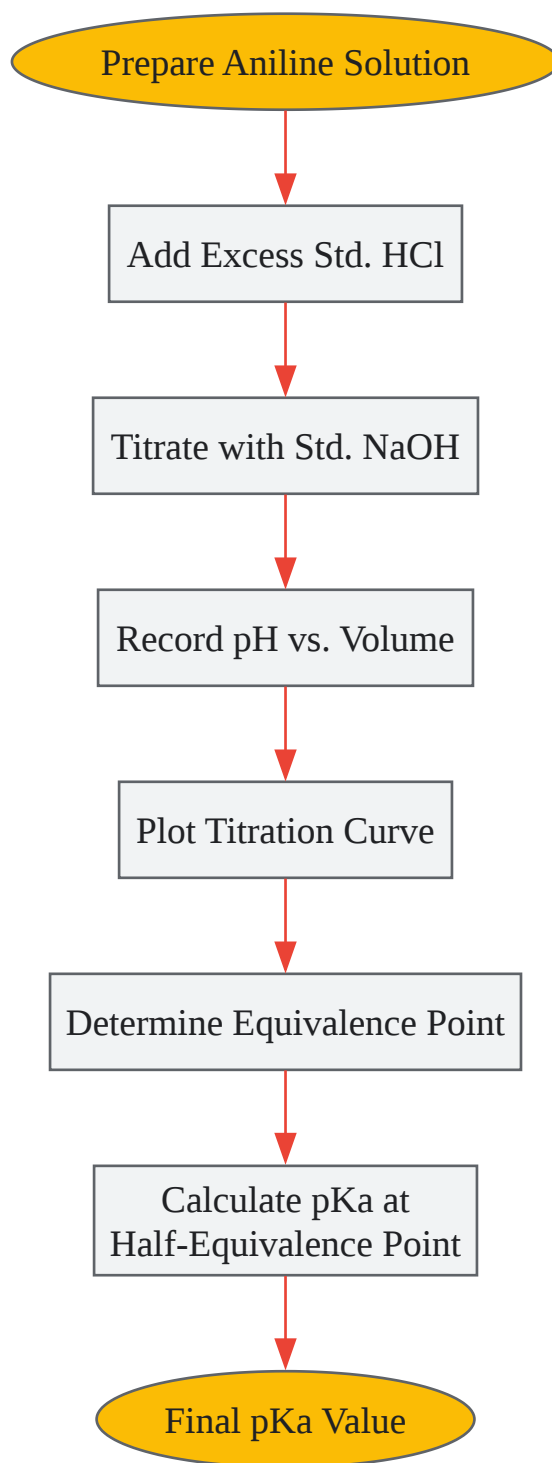 Prepare Aniline Solution
Add Excess Std. HCl
Titrate with Std. NaOH
Record pH vs. Volume
Plot Titration Curve
Determine Equivalence Point
Calculate pKa at
Half-Equivalence Point
Final pKa Value